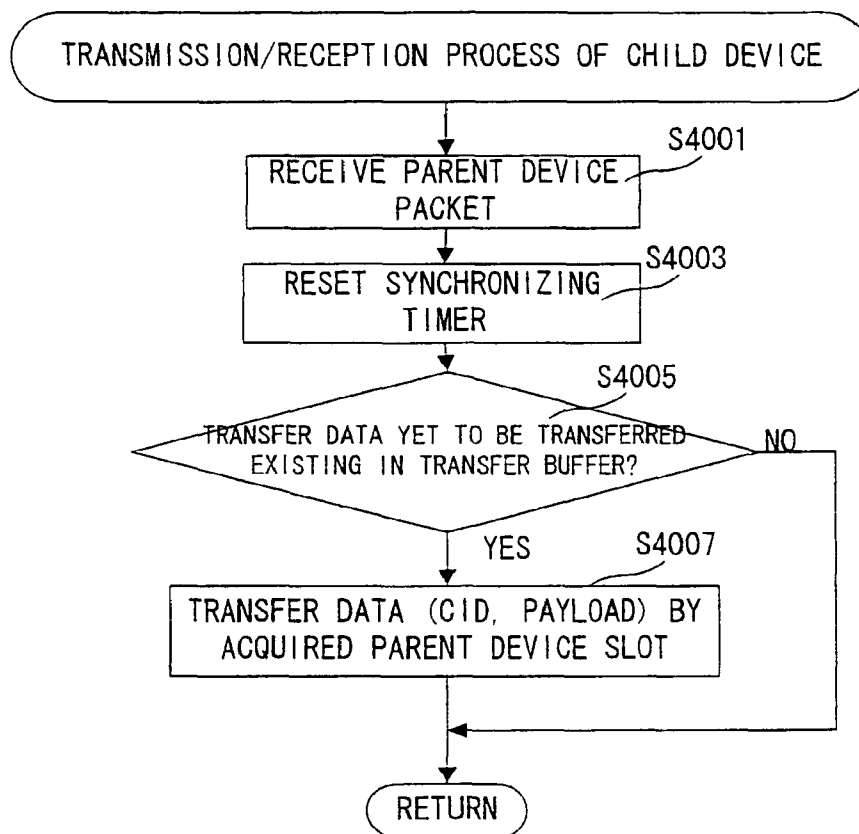 TRANSMISSION/RECEPTION PROCESS OF CHILD DEVICE
S4001
RECEIVE PARENT DEVICE
PACKET
S4003
RESET SYNCHRONIZING
TIMER
S4005
TRANSFER DATA YET TO BE TRANSFERRED
EXISTING IN TRANSFER BUFFER?
NO
YES
S4007
TRANSFER DATA (CID, PAYLOAD) BY
ACQUIRED PARENT DEVICE SLOT
RETURN